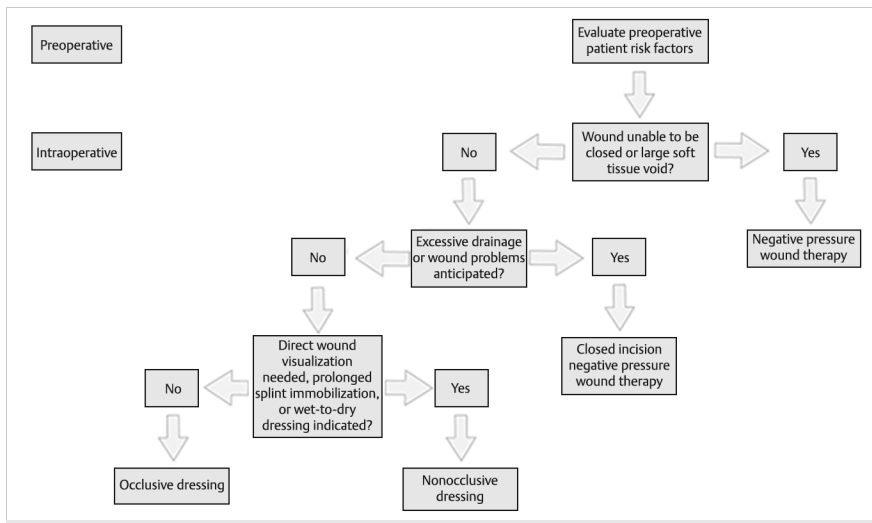 Preoperative
Evaluate preoperative
patient risk factors
Intraoperative
No
Wound unable to be
closed or large soft
tissue void?
Yes
No
Excessive drainage
or wound problems
anticipated?
Yes
Negative pressure
wound therapy
No
Direct wound
visualization
needed, prolonged
splint immobilization,
or wet-to-dry
dressing indicated?
Yes
Closed incision
negative pressure
wound therapy
Occlusive dressing
Nonocclusive
dressing